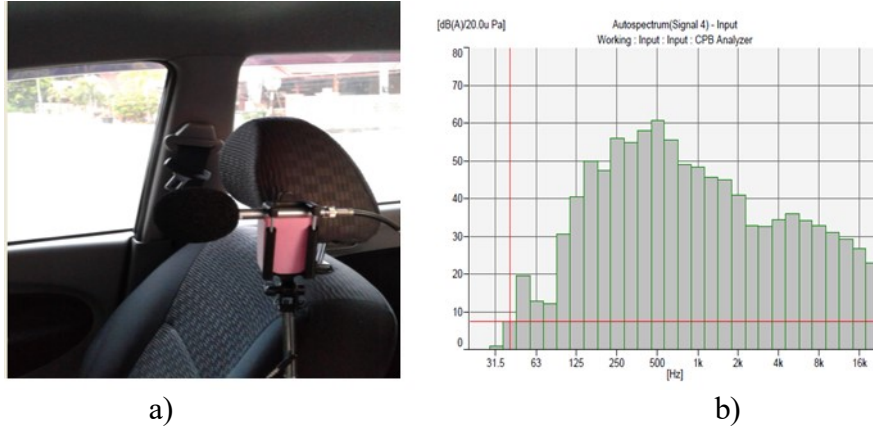 [dB(A)/20.0u Pa]
Autospectrum(Signal 4) - Input
Working : Input : Input : CPB Analyzer
80
70
60
50
40
30
20
10
0
31.5 63 125 250 500 1k 2k 4k 8k 16k
[Hz]
a) b)